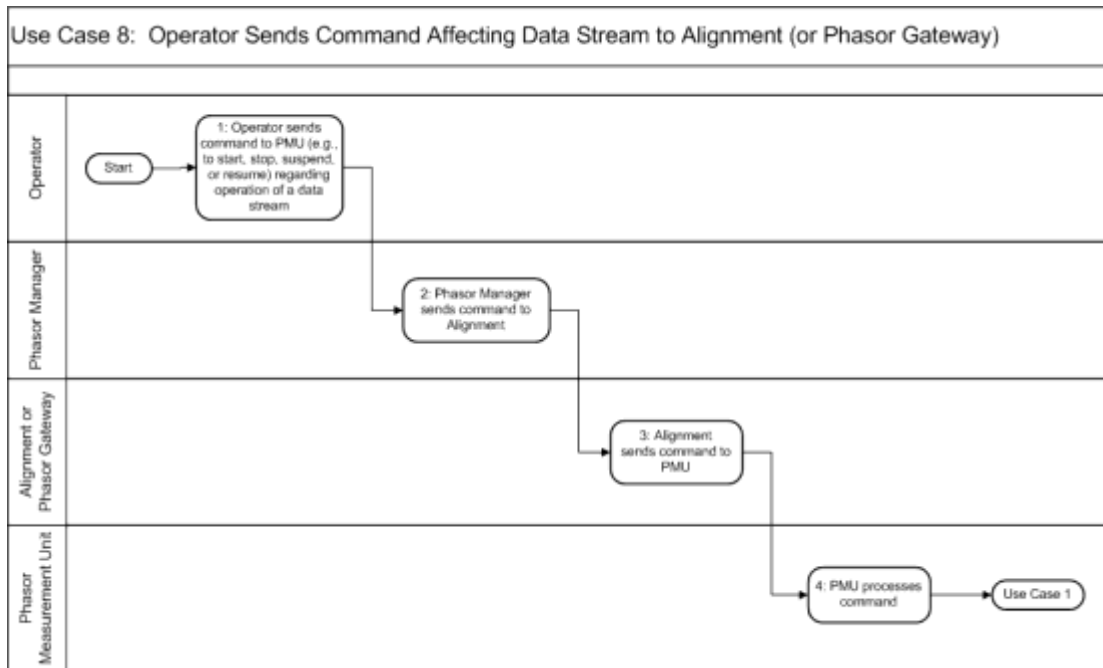 Use Case 8:  Operator Sends Command Affecting Data Stream to Alignment (or Phasor Gateway)
Operator
Start
1: Operator sends
command to PMU (e.g.,
to start, stop, suspend,
or resume) regarding
operation of a data
stream
Phasor Manager
2: Phasor Manager
sends command to
Alignment
Alignment or
Phasor Gateway
3: Alignment
sends command to
PMU
Phasor
Measurement Unit
4: PMU processes
command
Use Case 1